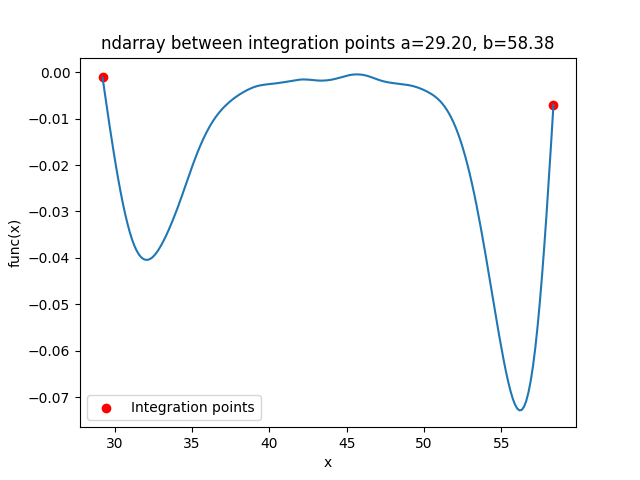 ndarray between integration points a=29.20, b=58.38
0.00
−0.01
−0.02
−0.03
−0.04
−0.05
−0.06
−0.07
func(x)
Integration points
30 35 40 45 50 55
x